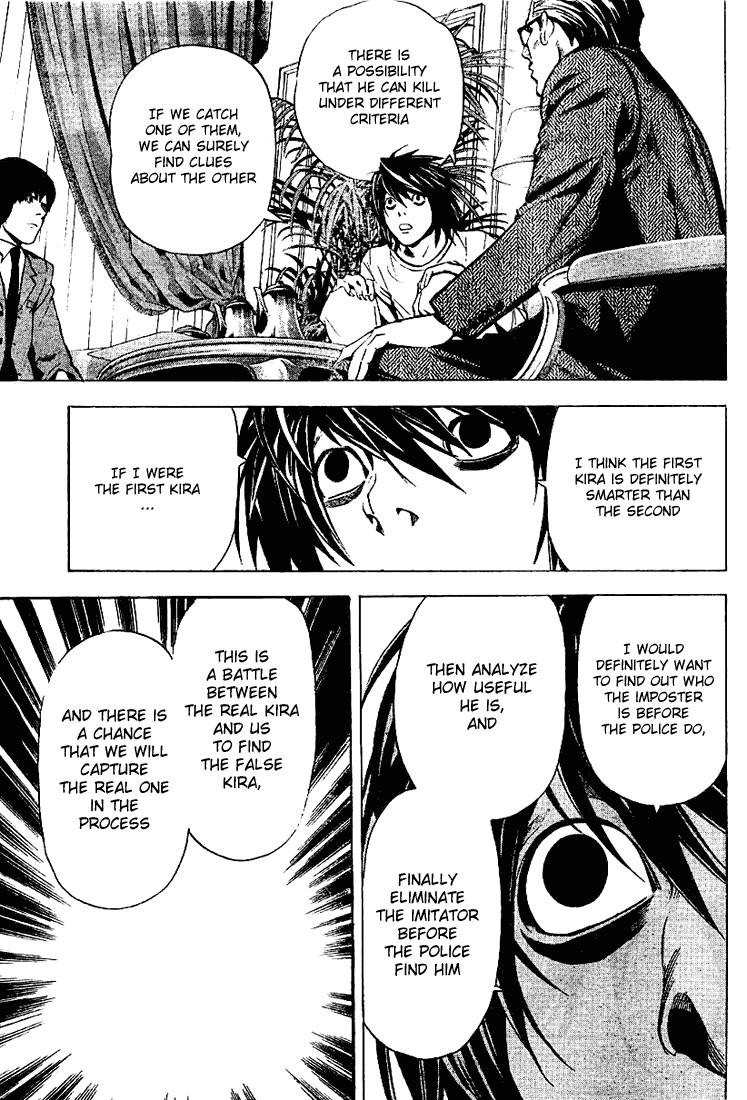 THERE IS
A POSSIBILITY
THAT HE CAN KILL
UNDER DIFFERENT
CRITERIA
IF WE CATCH
ONE OF THEM,
WE CAN SURELY
FIND CLUES
ABOUT THE OTHER
I THINK THE FIRST
KIRA IS DEFINITELY
SMARTER THAN
THE SECOND
IF I WERE
THE FIRST KIRA
...
I WOULD
DEFINITELY WANT
TO FIND OUT WHO
THE IMPOSTER
IS BEFORE
THE POLICE DO,
THEN ANALYZE
HOW USEFUL
HE IS,
AND
FINALLY
ELIMINATE
THE IMITATOR
BEFORE
THE POLICE
FIND HIM
THIS IS
A BATTLE
BETWEEN
THE REAL KIRA
AND US
TO FIND
THE FALSE
KIRA,
AND THERE IS
A CHANCE
THAT WE WILL
CAPTURE
THE REAL ONE
IN THE
PROCESS